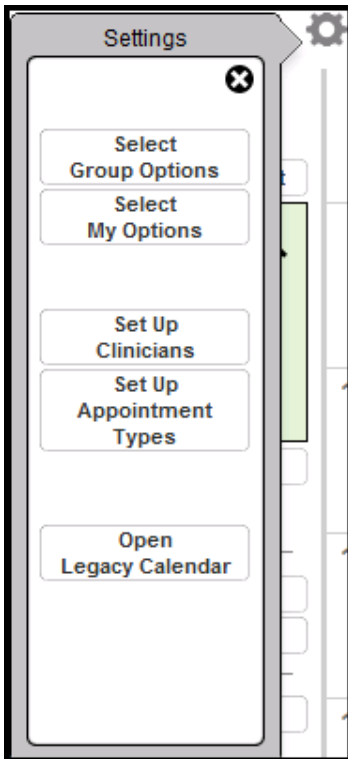 Settings
Select
Group Options
Select
My Options
Set Up
Clinicians
Set Up
Appointment
Types
Open
Legacy Calendar